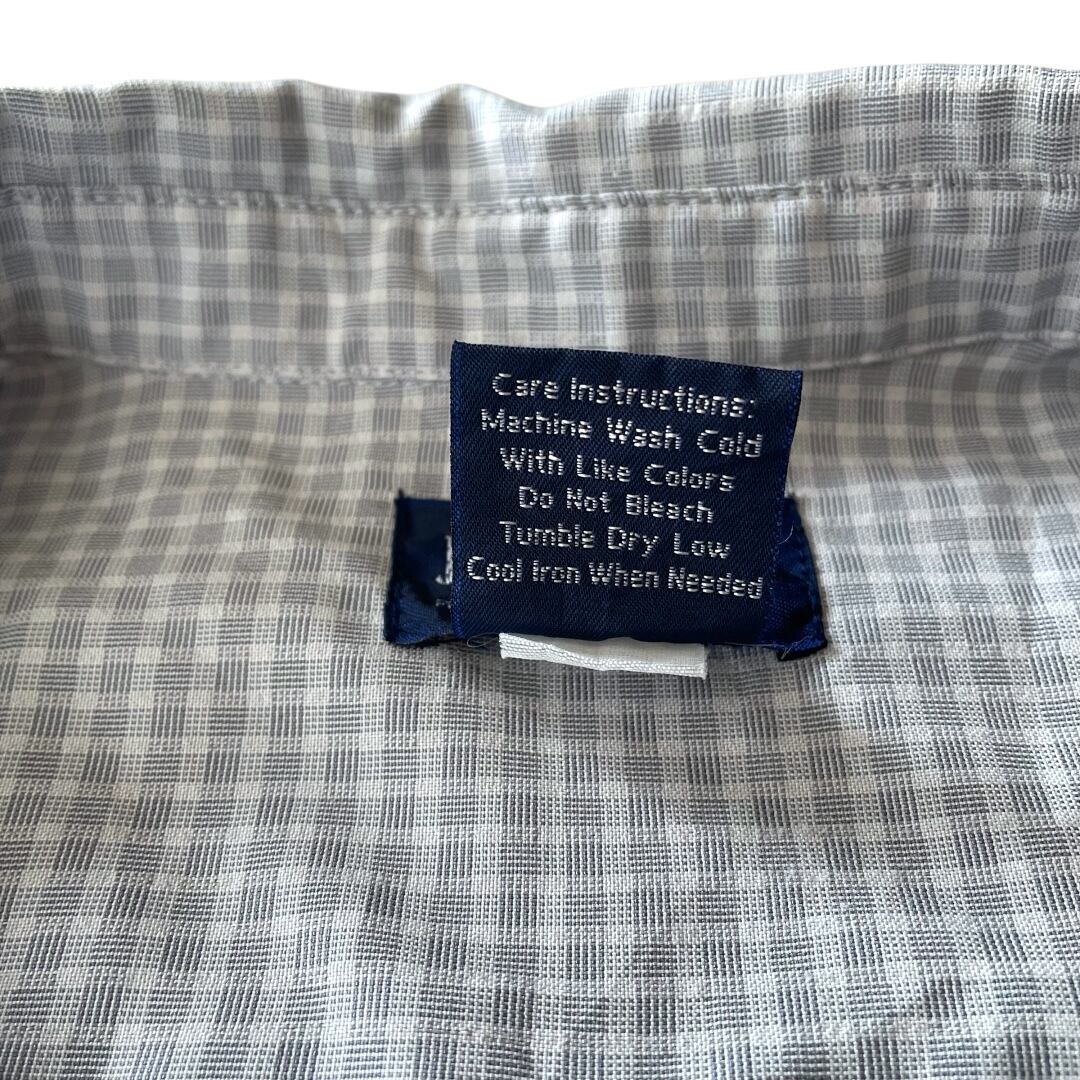 Care Instructions:
Machine Wash Cold
With Like Colors
Do Not Bleach
Tumble Dry Low
Cool Iron When Needed